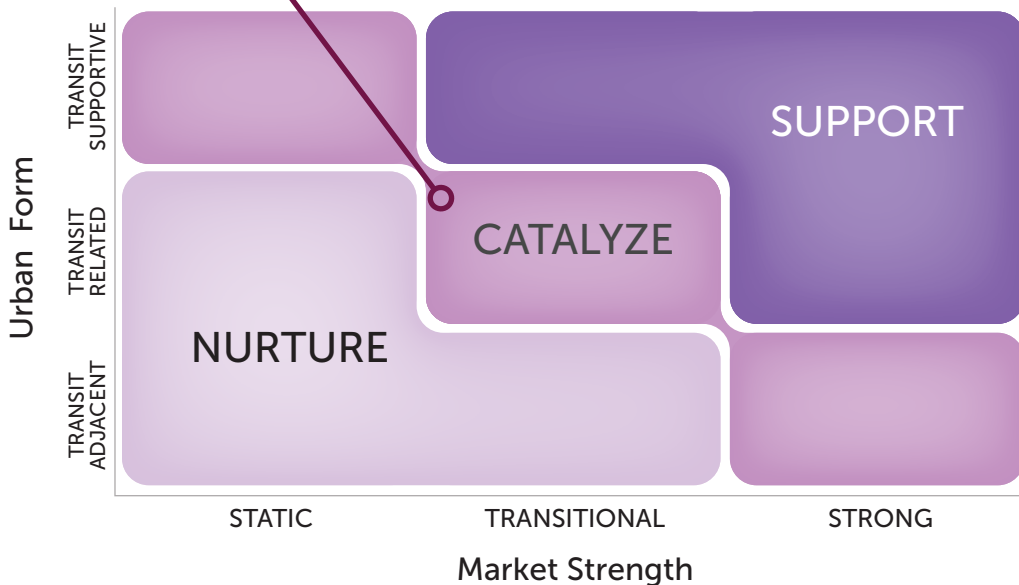 Urban Form
TRANSIT
SUPPORTIVE
TRANSIT
RELATED
TRANSIT
ADJACENT
SUPPORT
CATALYZE
NURTURE
STATIC
TRANSITIONAL
STRONG
Market Strength